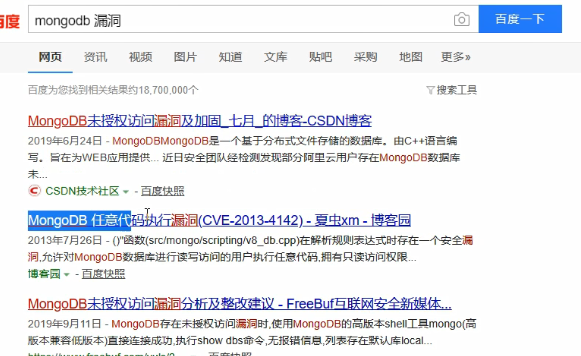 百度
mongodb 漏洞
百度一下
网页 资讯 视频 图片 知道 文库 贴吧 采购 地图 更多»
百度为您找到相关结果约18,700,000个 搜索工具
MongoDB未授权访问漏洞及加固_七月_的博客-CSDN博客
2019年6月24日 - MongoDBMongoDB是一个基于分布式文件存储的数据库。由C++语言编
写。旨在为WEB应用提供... 近日安全团队经检测发现部分阿里云用户存在MongoDB数据库
未...
CSDN技术社区 - 百度快照
MongoDB 任意代码执行漏洞(CVE-2013-4142) - 夏虫xm - 博客园
2013年7月26日 - ()"函数(src/mongo/scripting/v8_db.cpp)在解析规则表达式时存在一个安全漏
洞,允许对MongoDB数据库进行读写访问的用户执行任意代码,拥有只读访问权限...
博客园 - 百度快照
MongoDB未授权访问漏洞分析及整改建议 - FreeBuf互联网安全新媒体...
2019年9月11日 - MongoDB存在未授权访问漏洞时,使用MongoDB的高版本shell工具mongo(高
版本兼容低版本)直接连接成功,执行show dbs命令,无报错信息,列表存在默认库local...